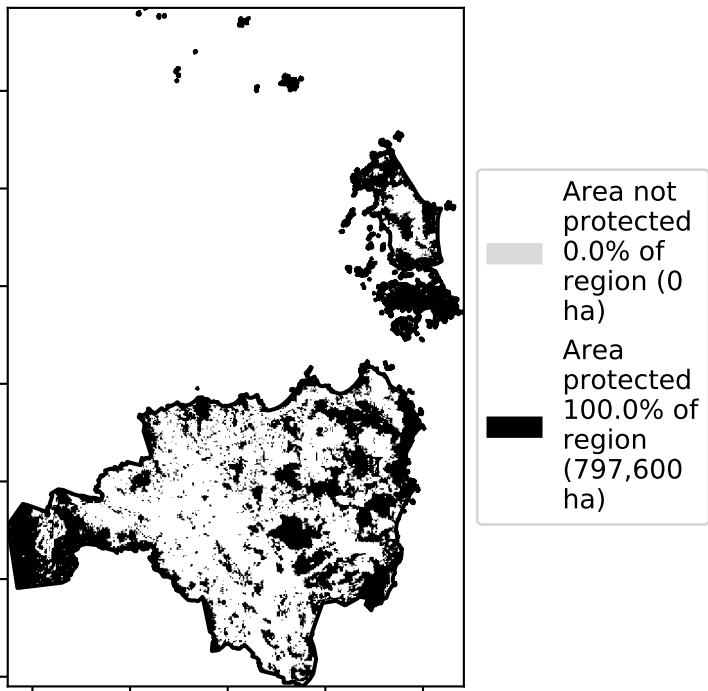 Area not
protected
0.0% of
region (0
ha)
Area
protected
100.0% of
region
(797,600
ha)